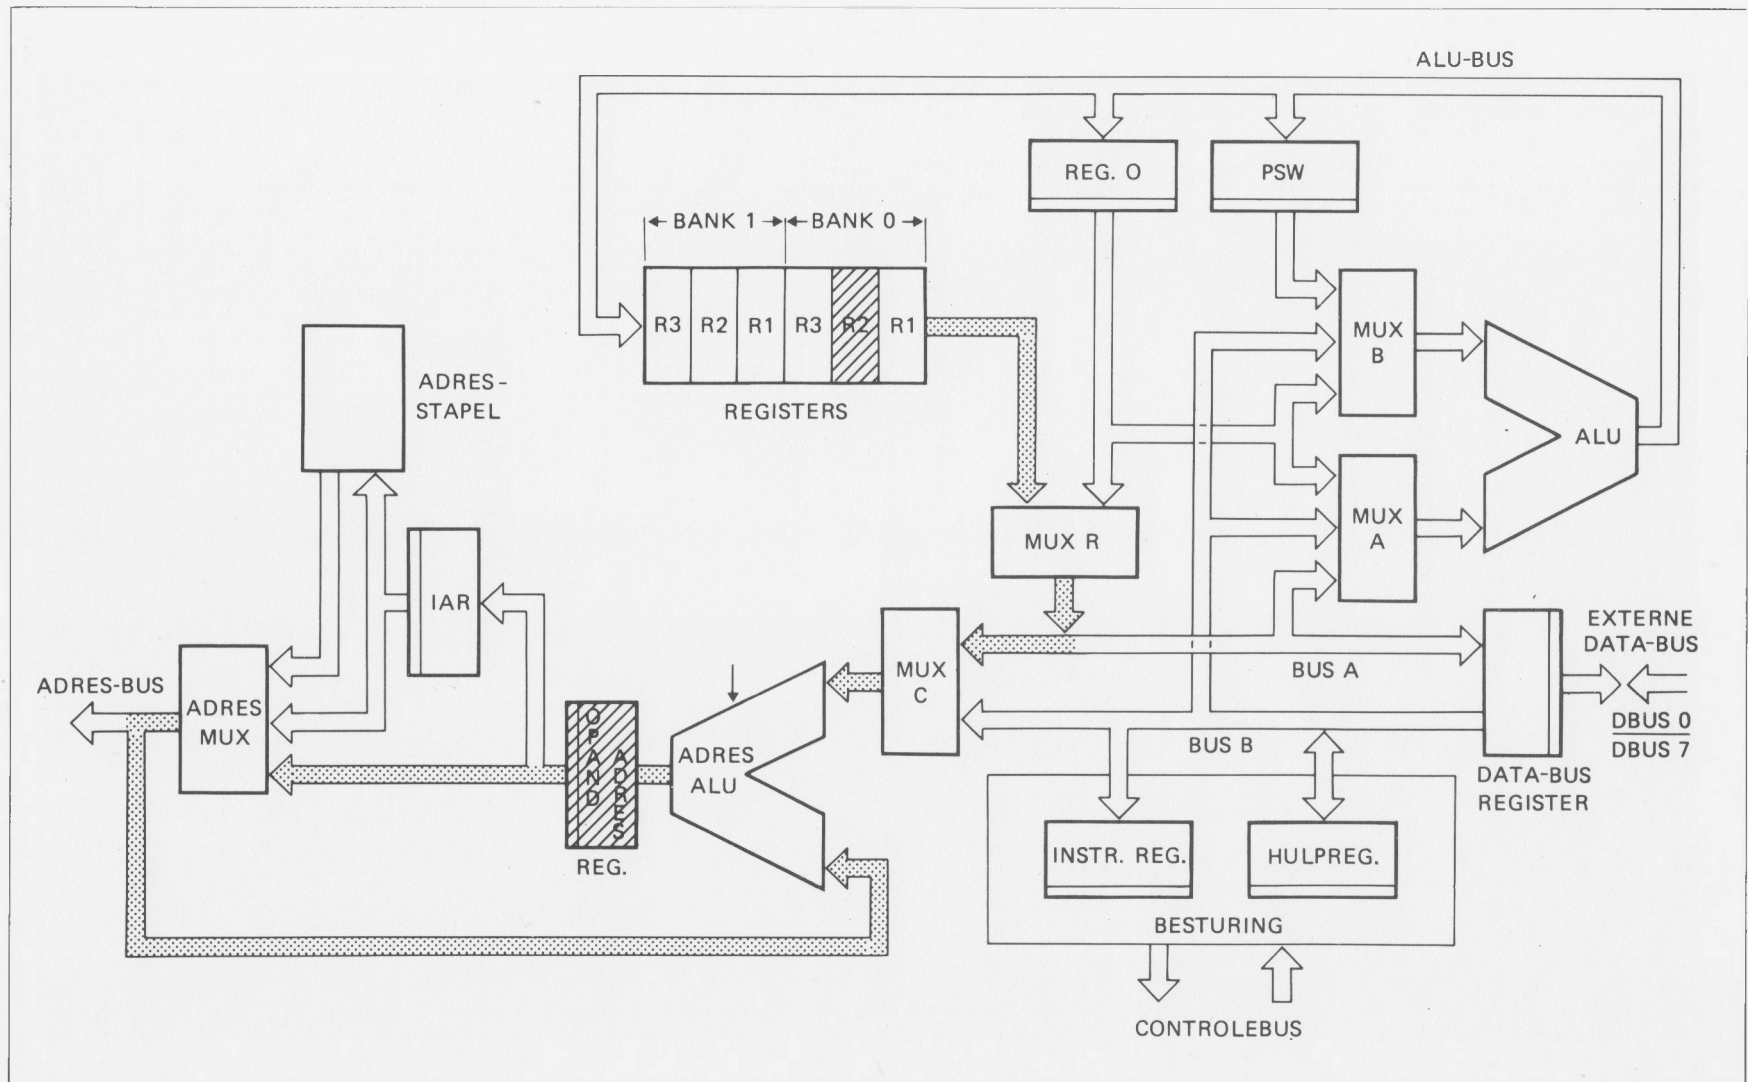 ALU-BUS
REG. O
PSW
BANK 1
BANK 0
R3
R2
R1
R3
R2
R1
REGISTERS
MUX
B
ADRES-
STAPEL
ALU
MUX
A
MUX R
IAR
EXTERNE
DATA-BUS
MUX
C
BUS A
ADRES-BUS
ADRES
MUX
OPAND
ADRES
REG.
ADRES
ALU
BUS B
DBUS 0
DBUS 7
DATA-BUS
REGISTER
INSTR. REG.
HULPREG.
BESTURING
CONTROLEBUS